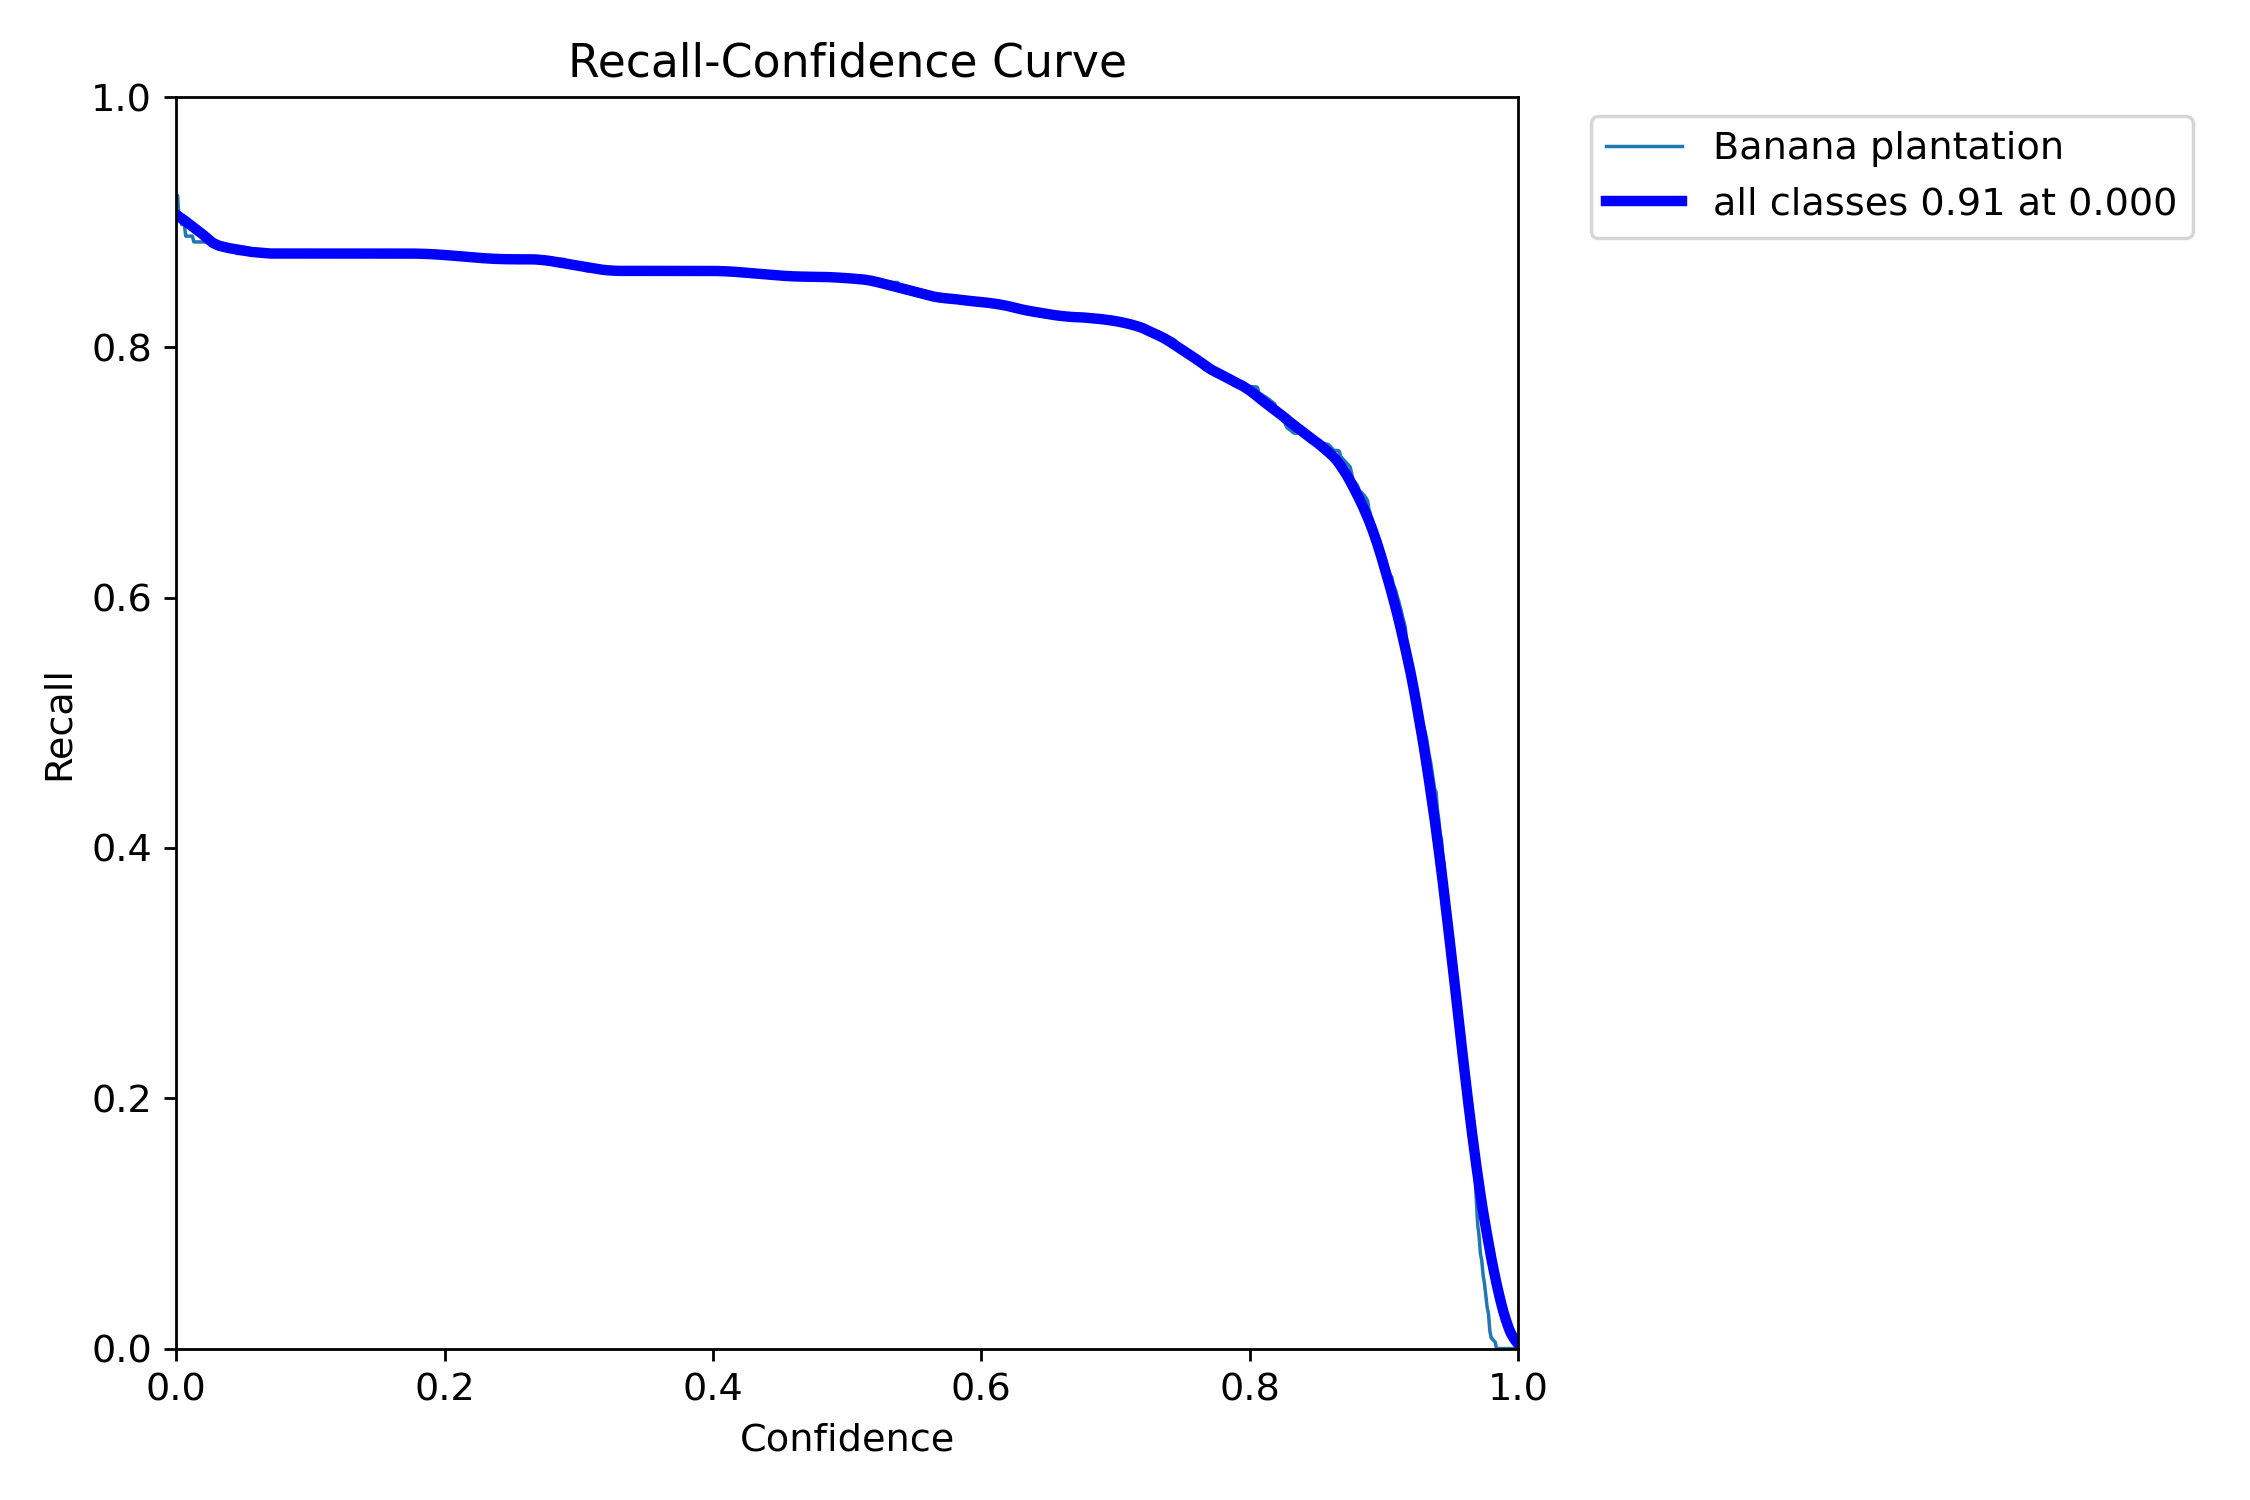 Recall-Confidence Curve
Banana plantation
all classes 0.91 at 0.000
Recall
1.0
0.8
0.6
0.4
0.2
0.0
0.0 0.2 0.4 0.6 0.8 1.0
Confidence